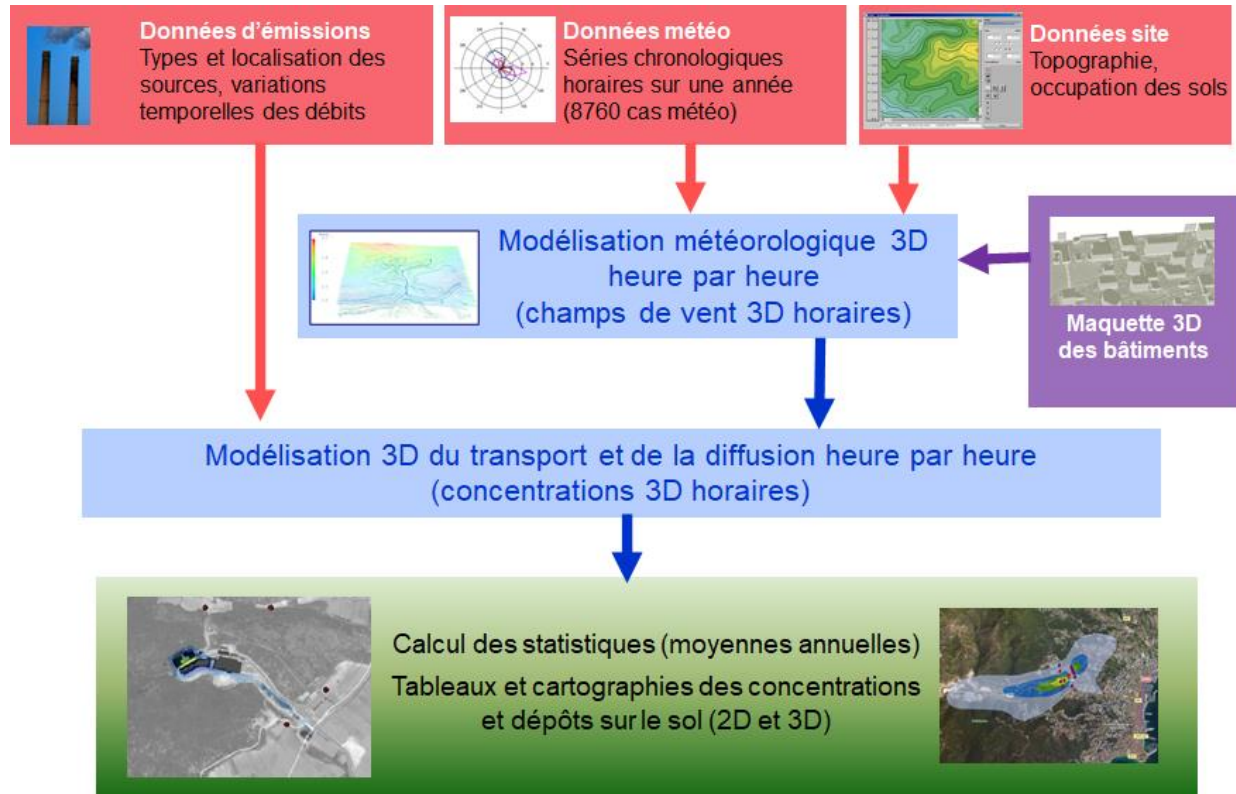 Données d'émissions
Types et localisation des
sources, variations
temporelles des débits
Données météo
Séries chronologiques
horaires sur une année
(8760 cas météo)
Données site
Topographie,
occupation des sols
Modélisation météorologique 3D
heure par heure
(champs de vent 3D horaires)
Maquette 3D
des bâtiments
Modélisation 3D du transport et de la diffusion heure par heure
(concentrations 3D horaires)
Calcul des statistiques (moyennes annuelles)
Tableaux et cartographies des concentrations
et dépôts sur le sol (2D et 3D)